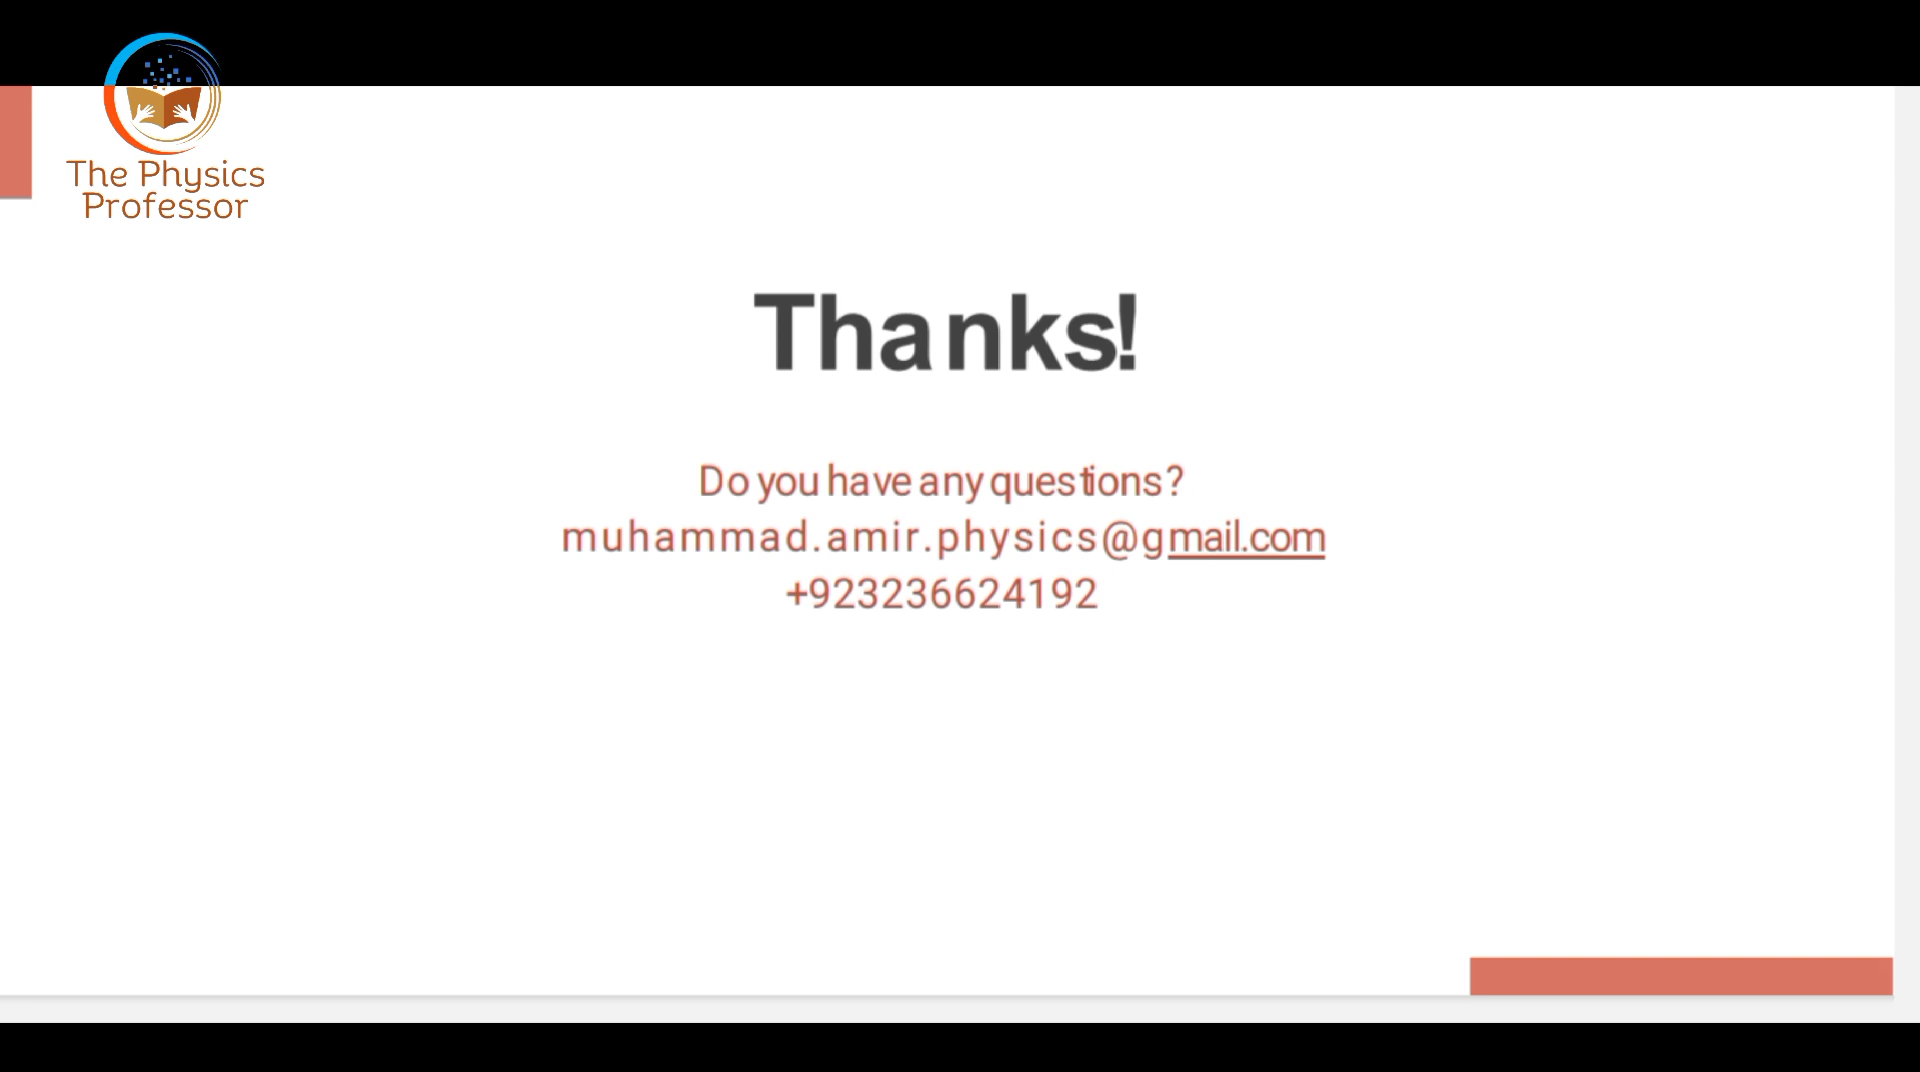 The Physics
Professor
Thanks!
Do you have any questions?
muhammad.amir.physics@gmail.com
+923236624192